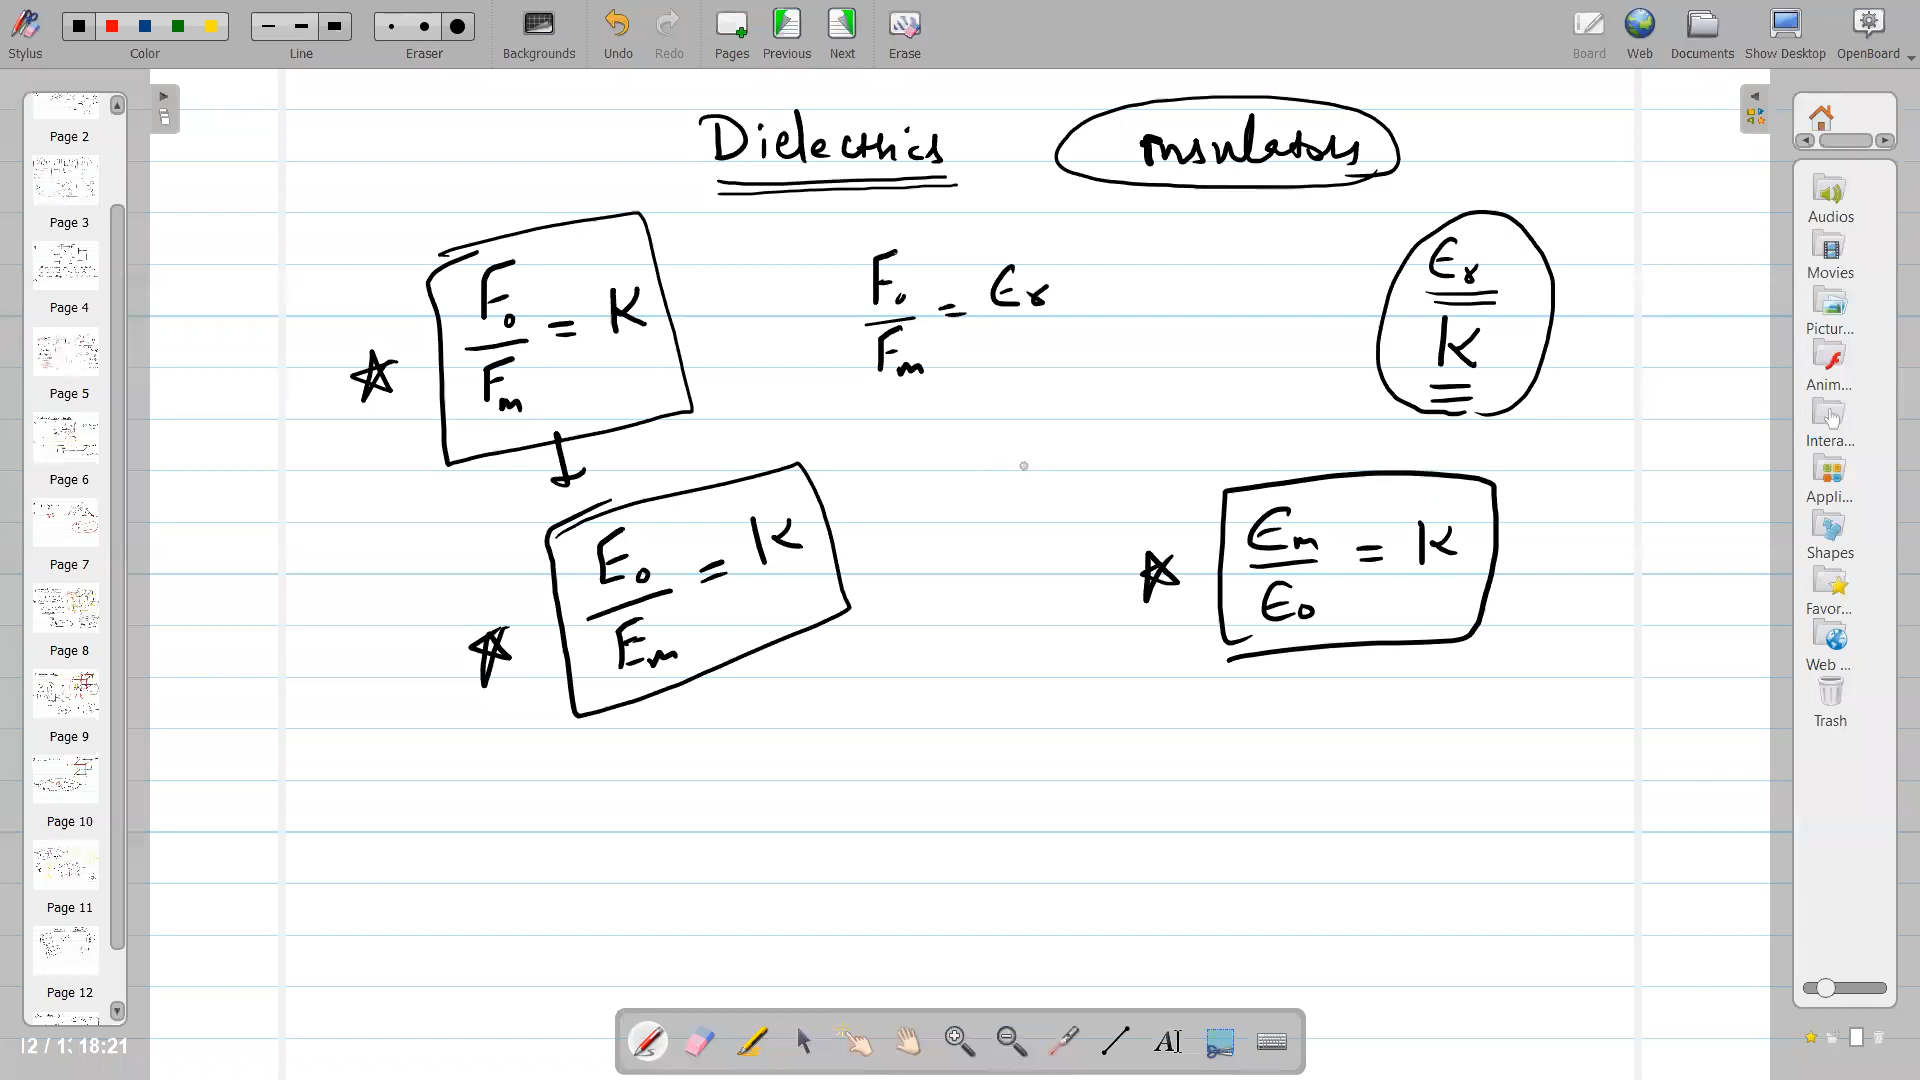 Stylus
Color
Line
Eraser
Backgrounds
Undo
Redo
Pages
Previous
Next
Erase
Board
Web
Documents
Show Desktop
OpenBoard
Page 2
Page 3
Page 4
Page 5
Page 6
Page 7
Page 8
Page 9
Page 10
Page 11
Page 12
18:21
Dielectrics
insulators
F₀/Fm = K
F₀/Fm = ϵr
ϵr
K
E₀/Em = K
ϵm/ϵ₀ = K
Audios
Movies
Pictur...
Anim...
Intera...
Appli...
Shapes
Favor...
Web ...
Trash
AI